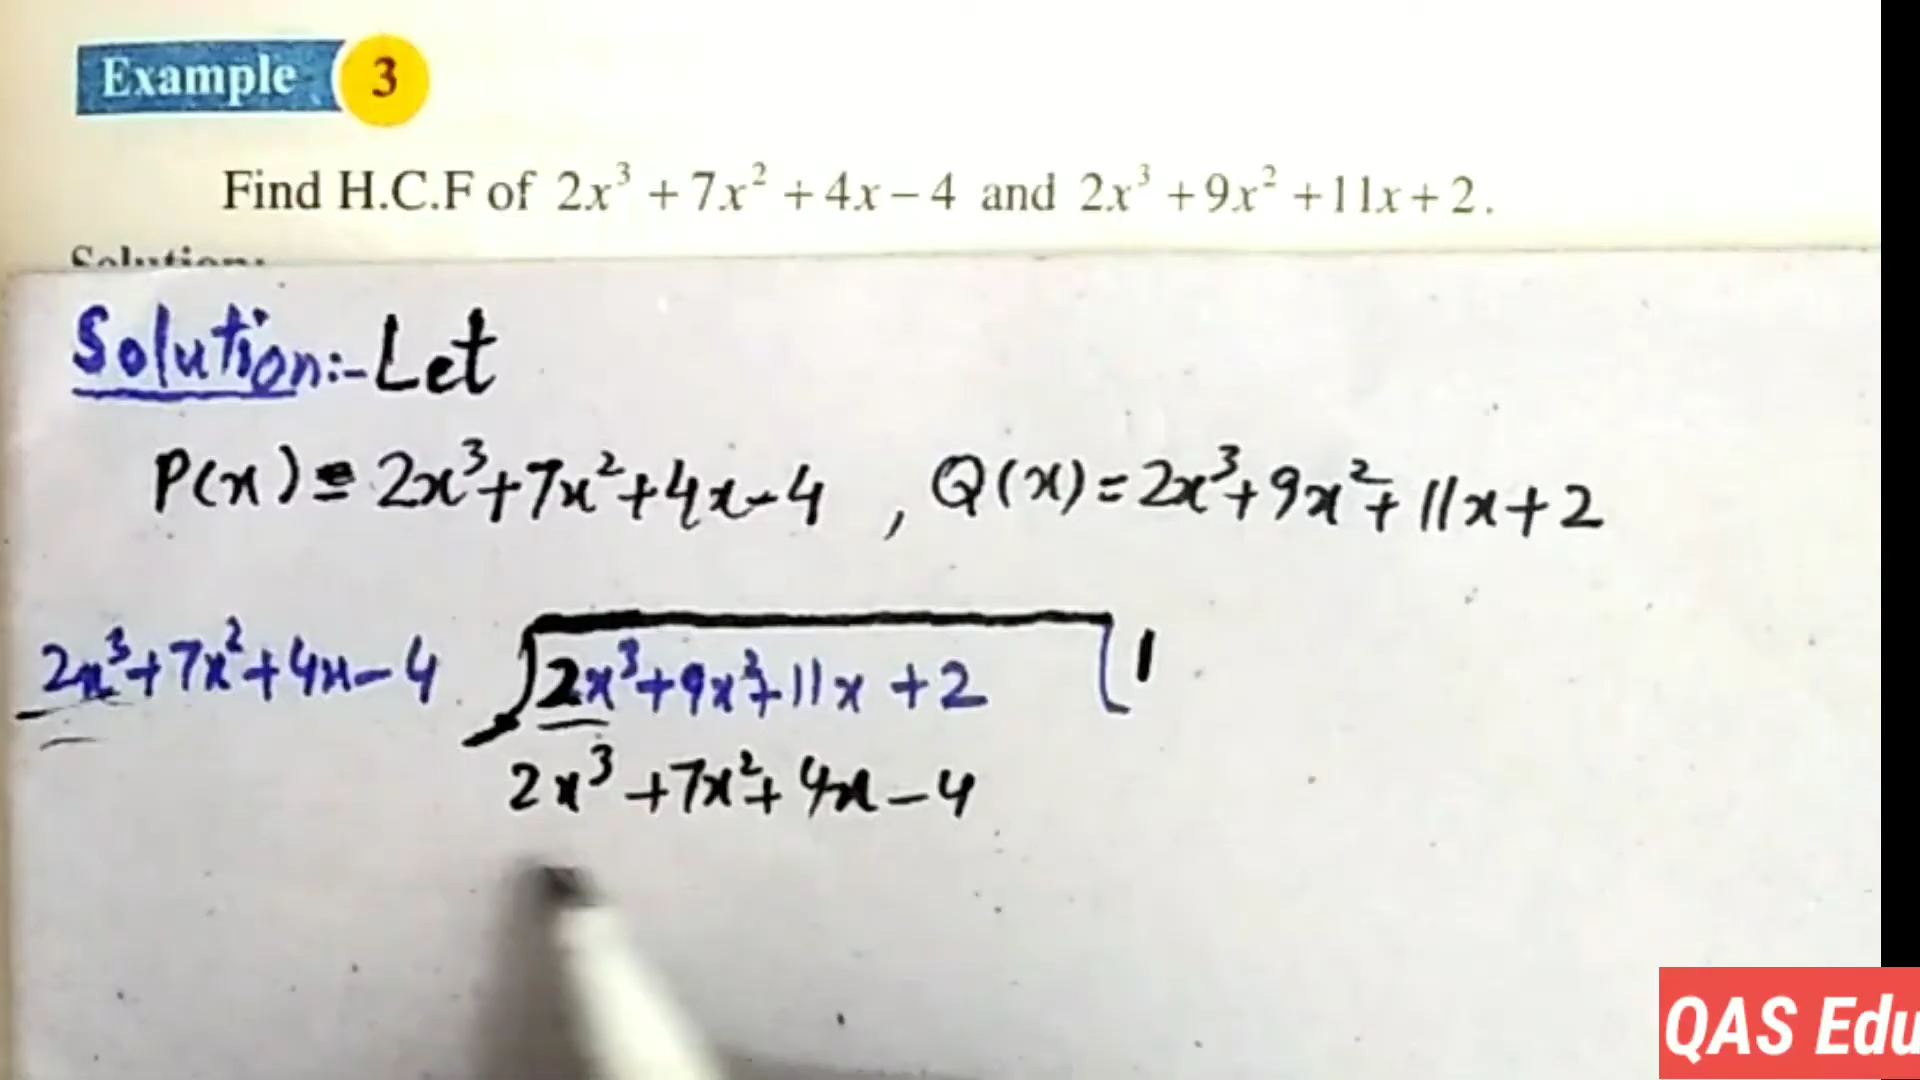 Example 3
Find H.C.F of 2x³ + 7x² + 4x – 4 and 2x³ + 9x² + 11x + 2.
Solution:
Solution:- Let
P(x) = 2x³+7x²+4x-4 , Q(x) = 2x³+9x²+11x+2
2x³+7x²+4x-4 2x³+9x²+11x+2 1
2x³+7x²+4x-4
QAS Edu